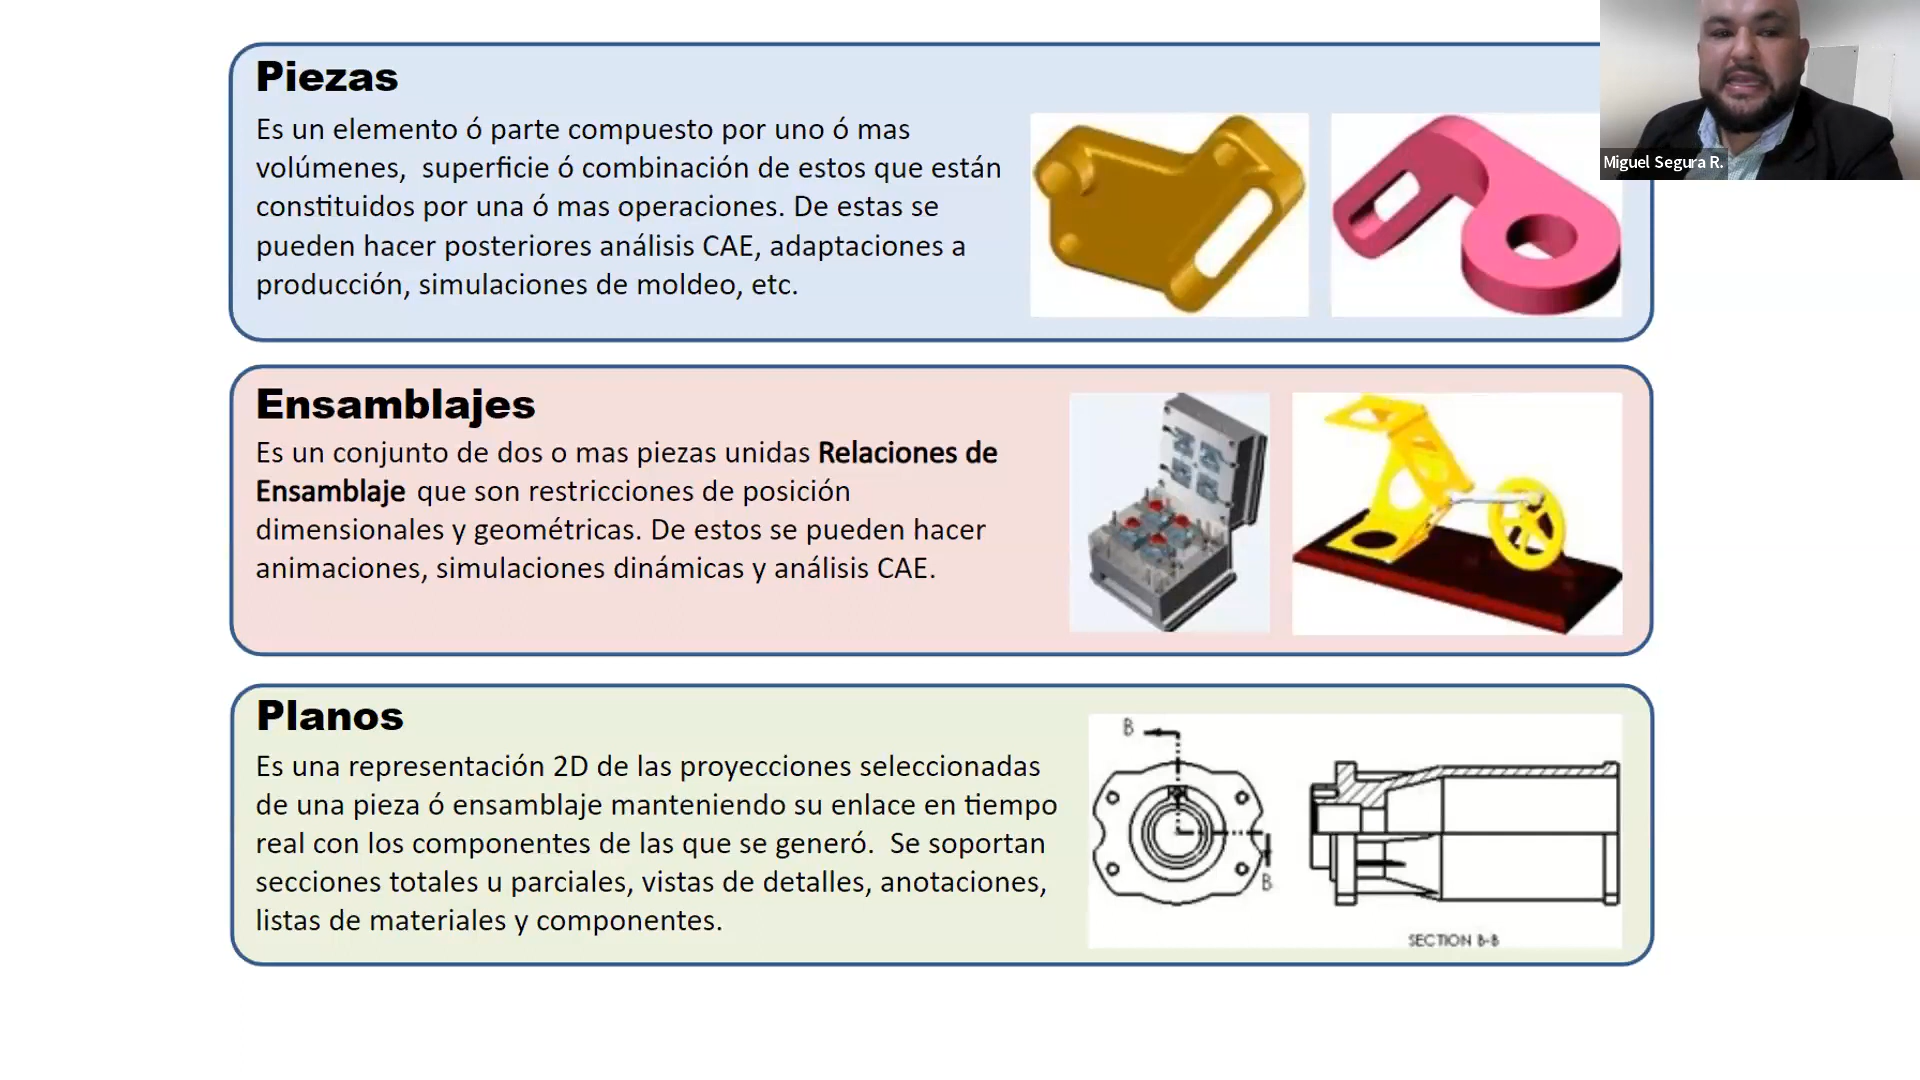 Piezas
Es un elemento ó parte compuesto por uno ó mas
volúmenes,  superficie ó combinación de estos que están
constituidos por una ó mas operaciones. De estas se
pueden hacer posteriores análisis CAE, adaptaciones a
producción, simulaciones de moldeo, etc.
Miguel Segura R.
Ensamblajes
Es un conjunto de dos o mas piezas unidas Relaciones de
Ensamblaje que son restricciones de posición
dimensionales y geométricas. De estos se pueden hacer
animaciones, simulaciones dinámicas y análisis CAE.
Planos
Es una representación 2D de las proyecciones seleccionadas
de una pieza ó ensamblaje manteniendo su enlace en tiempo
real con los componentes de las que se generó.  Se soportan
secciones totales u parciales, vistas de detalles, anotaciones,
listas de materiales y componentes.
B
B
SECTION B-B